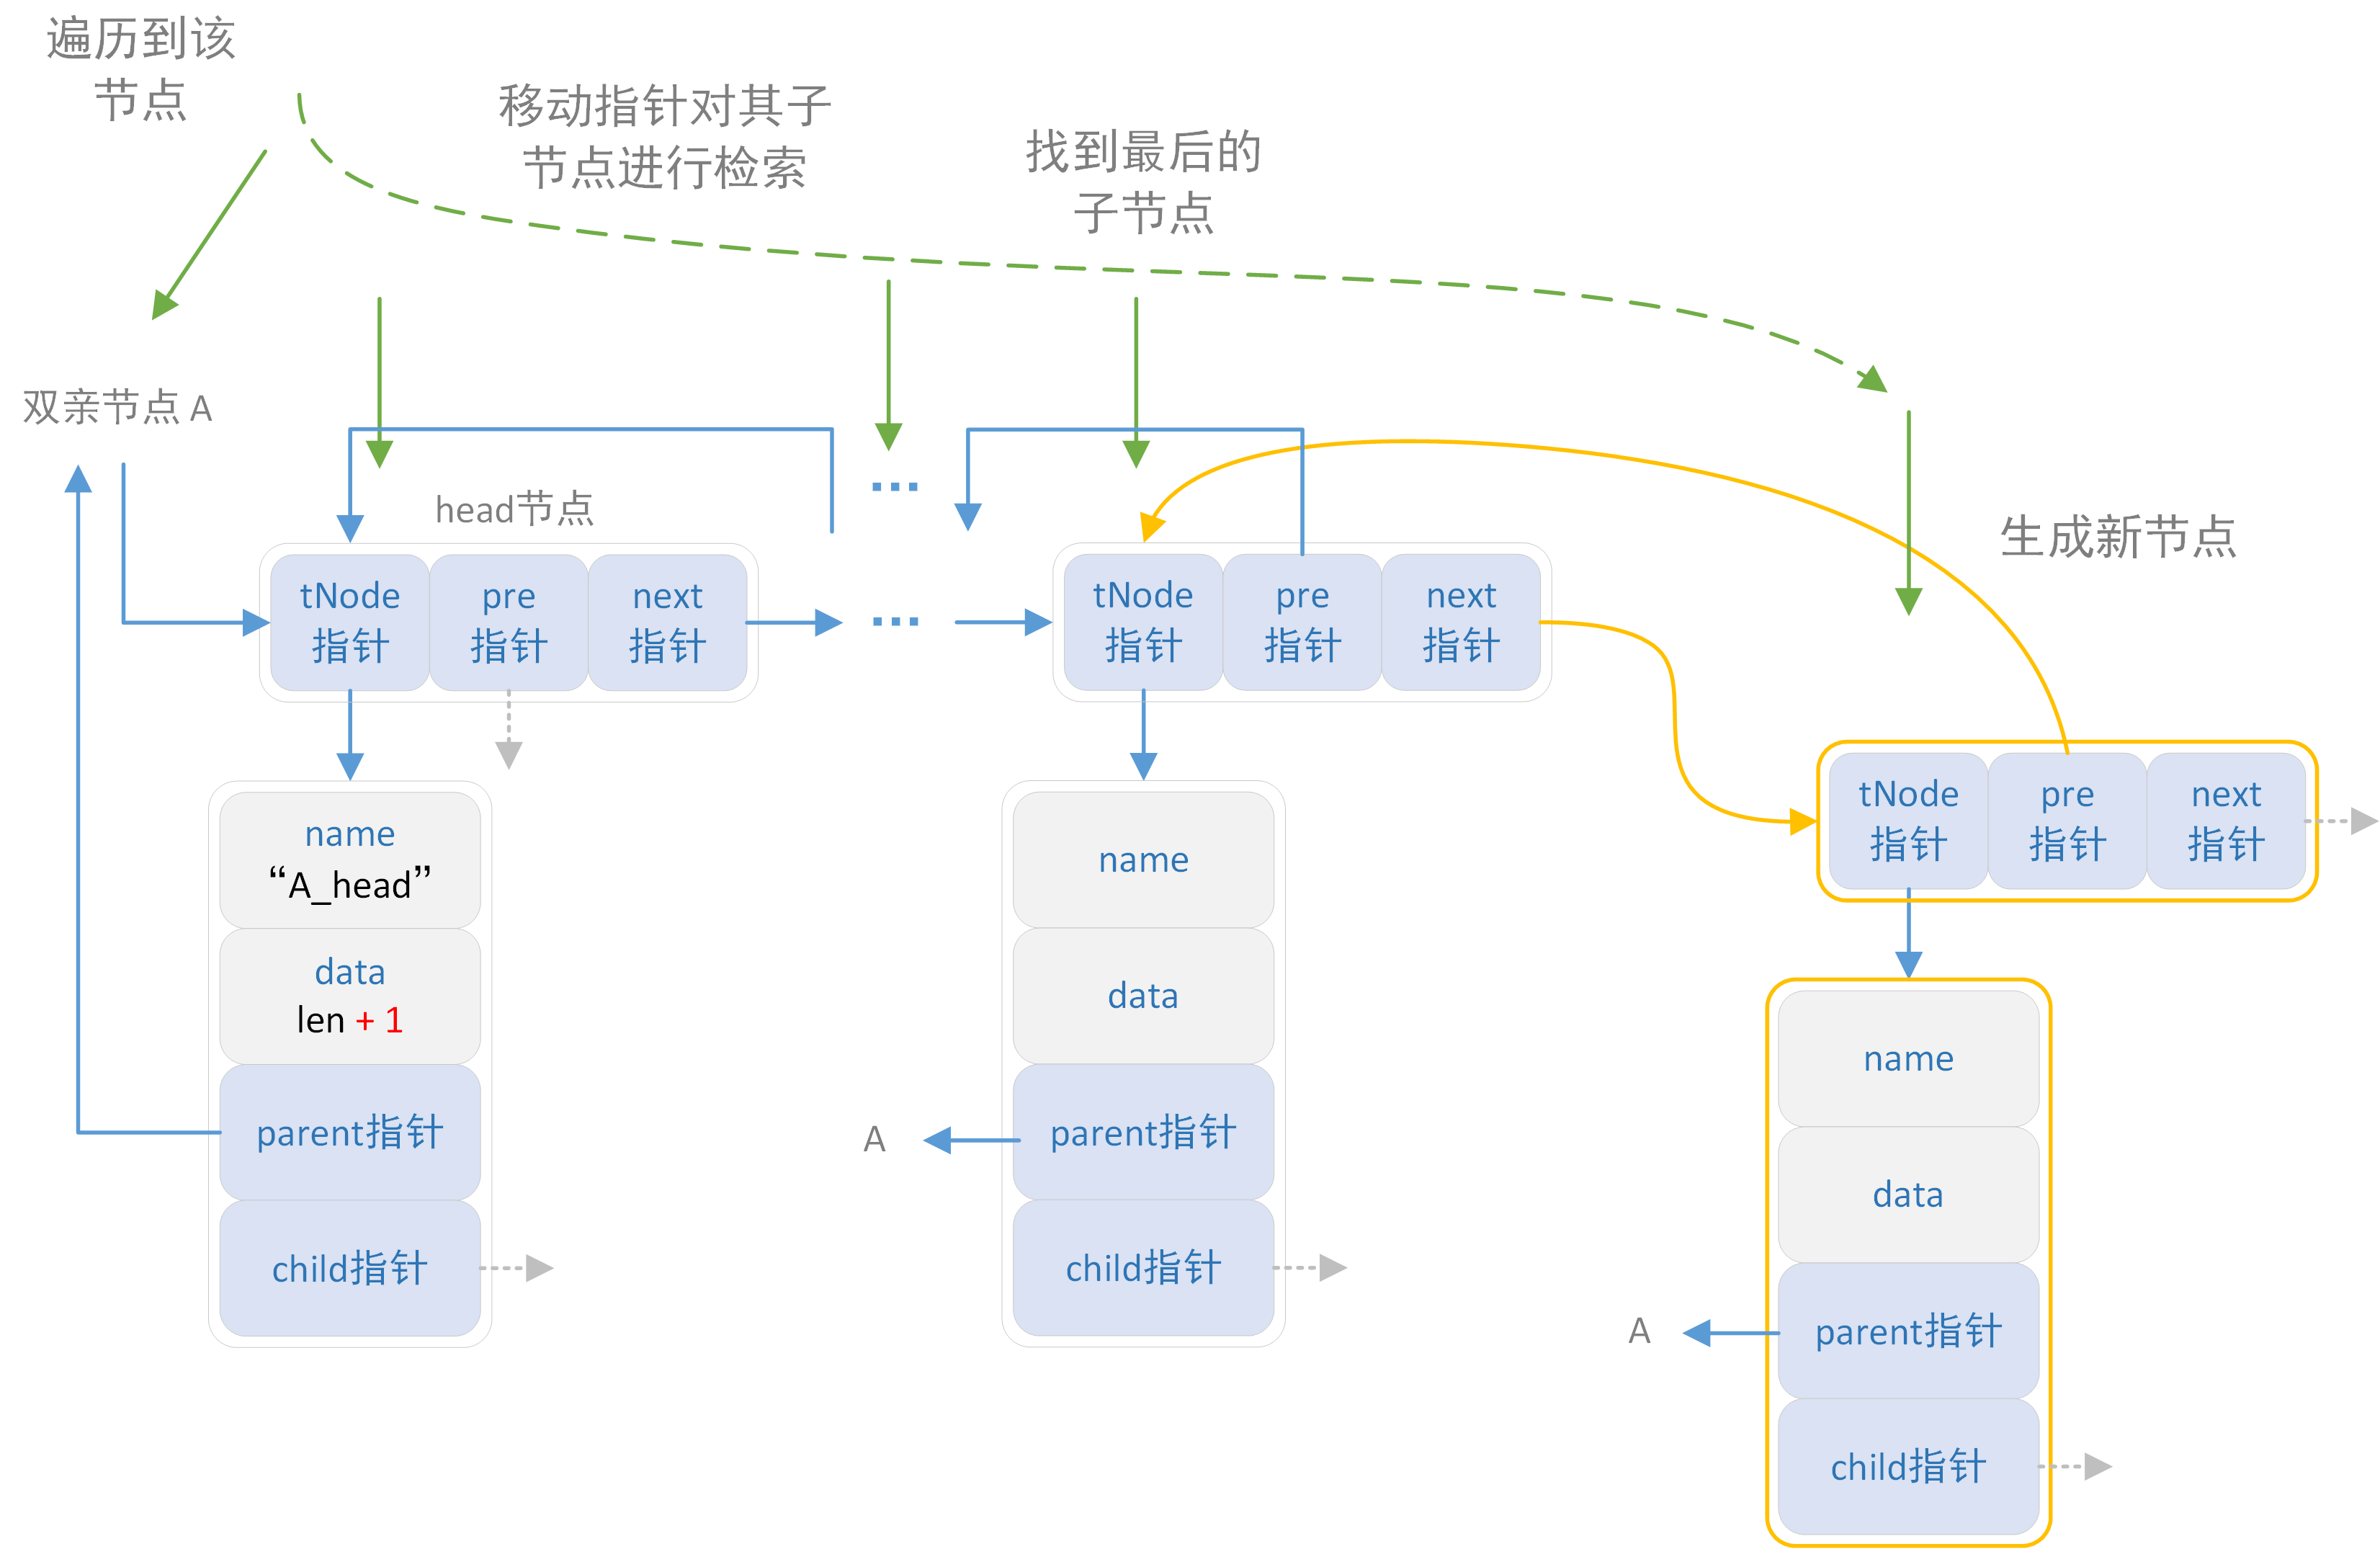 遍历到该
节点
移动指针对其子
节点进行检索
找到最后的
子节点
双亲节点 A
head节点
生成新节点
...
tNode
指针
pre
指针
next
指针
...
tNode
指针
pre
指针
next
指针
tNode
指针
pre
指针
next
指针
name
“A_head”
data
len + 1
parent指针
child指针
name
data
A
parent指针
child指针
name
data
A
parent指针
child指针